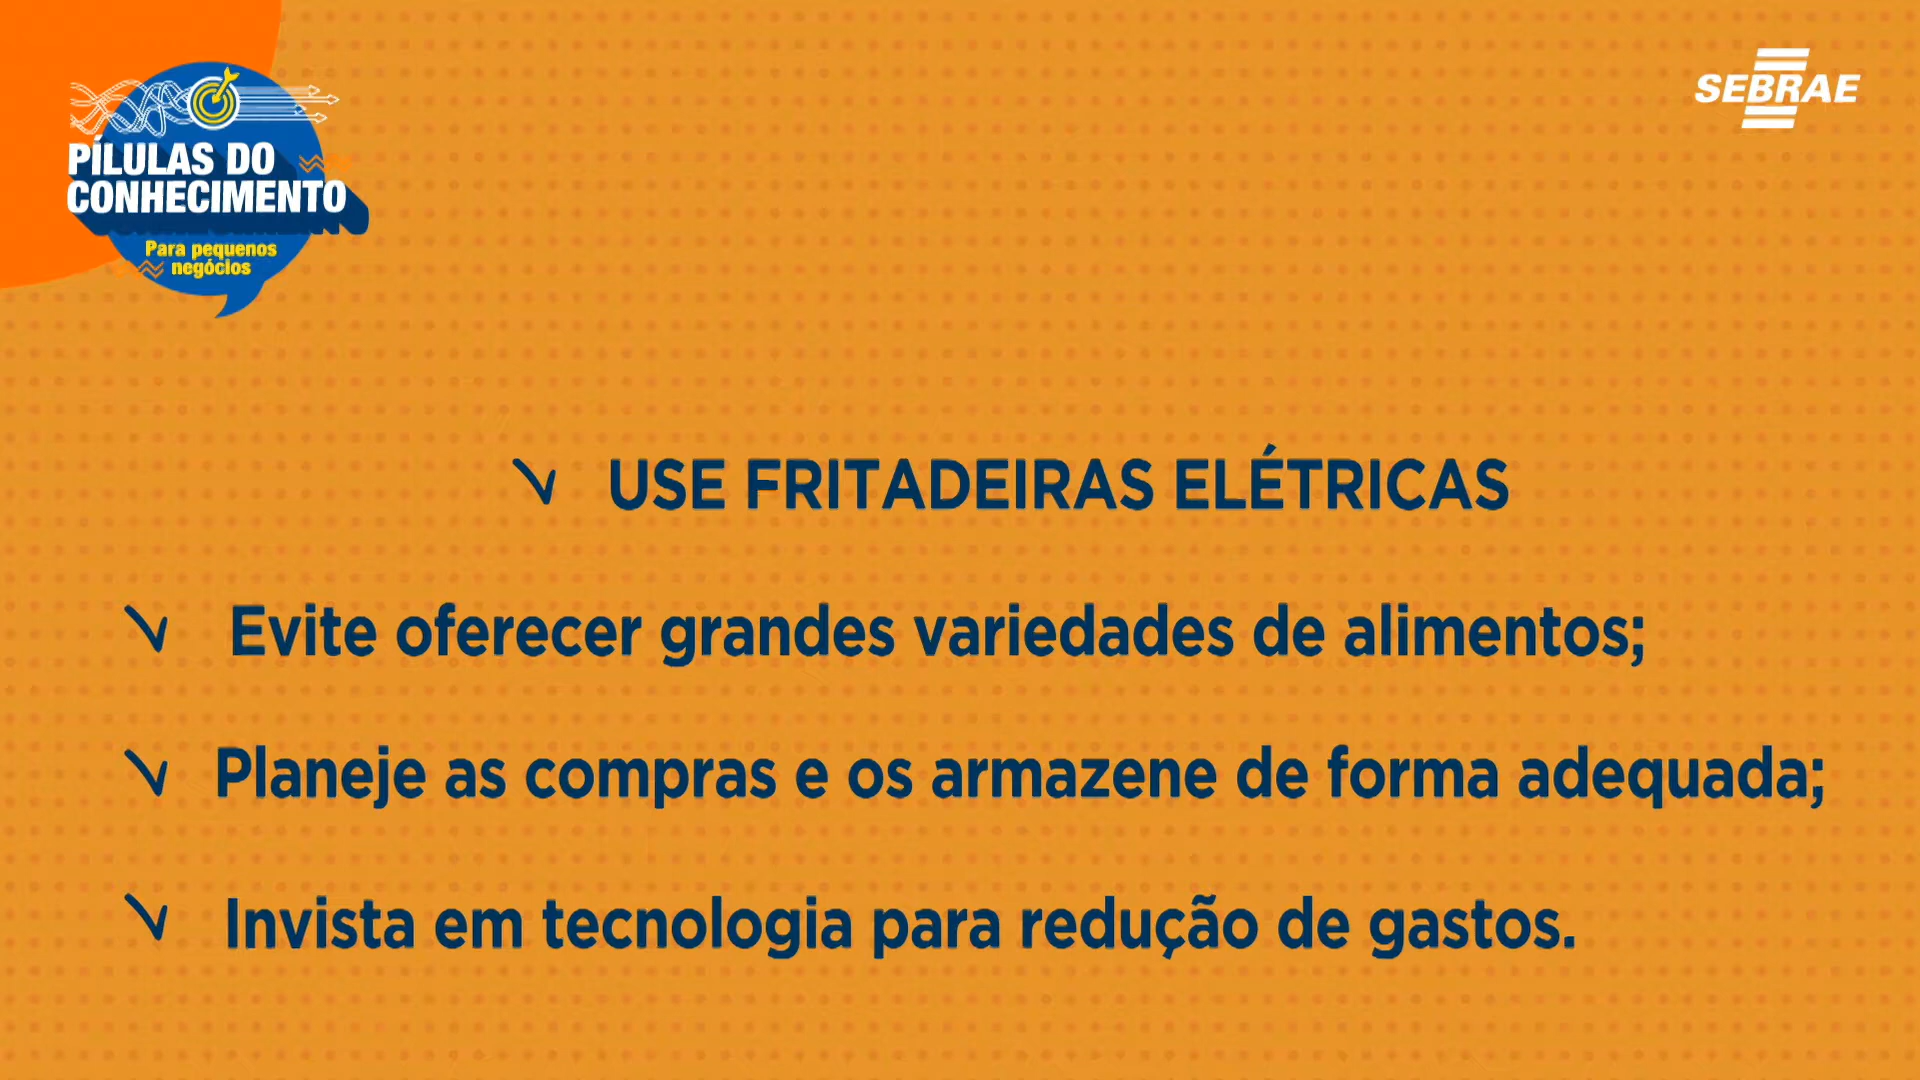 PÍLULAS DO
CONHECIMENTO
Para pequenos
negócios
SEBRAE
USE FRITADEIRAS ELÉTRICAS
Evite oferecer grandes variedades de alimentos;
Planeje as compras e os armazene de forma adequada;
Invista em tecnologia para redução de gastos.